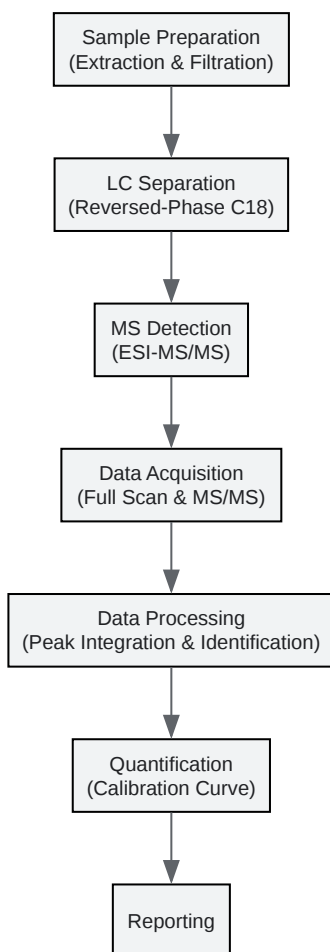 Sample Preparation
(Extraction & Filtration)
LC Separation
(Reversed-Phase C18)
MS Detection
(ESI-MS/MS)
Data Acquisition
(Full Scan & MS/MS)
Data Processing
(Peak Integration & Identification)
Quantification
(Calibration Curve)
Reporting